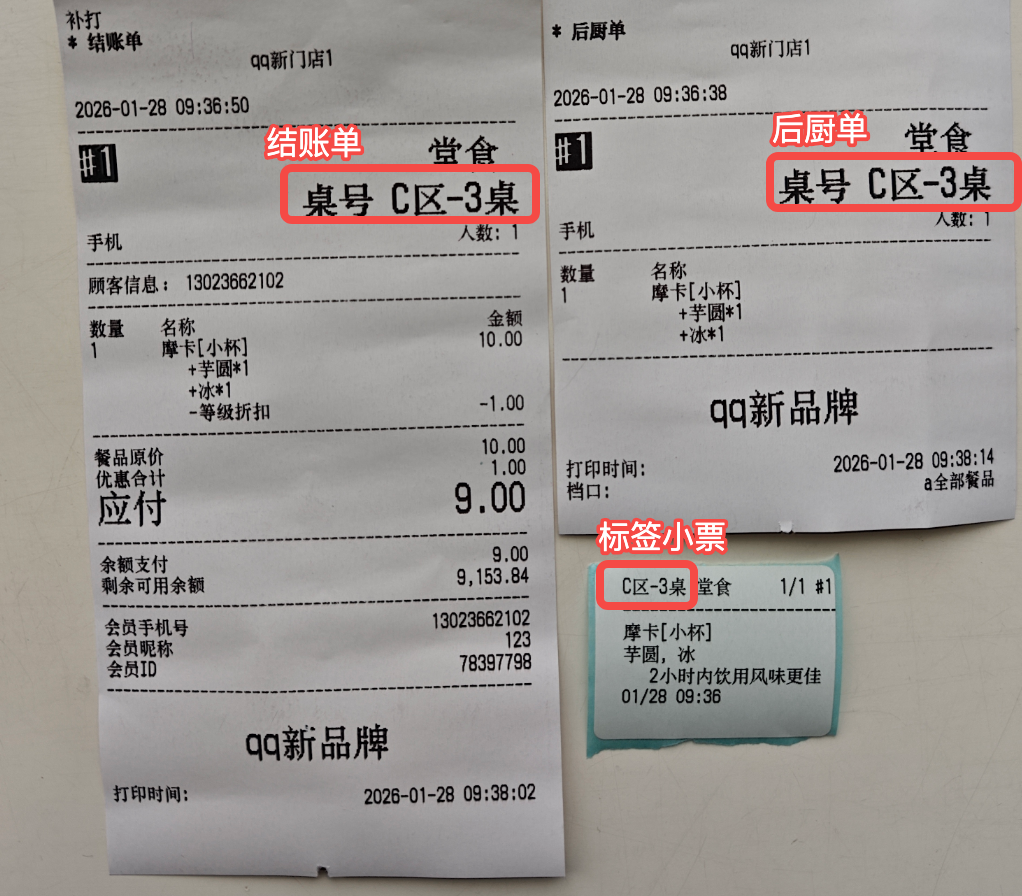 补打
* 结账单
qq新门店1
2026-01-28 09:36:50
结账单
#1 堂食
桌号 C区-3桌
手机 人数: 1
顾客信息: 13023662102
数量 名称 金额
1 摩卡[小杯] 10.00
+芋圆*1
+冰*1
-等级折扣 -1.00
餐品原价 10.00
优惠合计 1.00
应付 9.00
余额支付 9.00
剩余可用余额 9,153.84
会员手机号 13023662102
会员昵称 123
会员ID 78397798
qq新品牌
打印时间: 2026-01-28 09:38:02
* 后厨单
qq新门店1
2026-01-28 09:36:38
后厨单
#1 堂食
桌号 C区-3桌
手机 人数: 1
数量 名称
1 摩卡[小杯]
+芋圆*1
+冰*1
qq新品牌
打印时间: 2026-01-28 09:38:14
档口: a全部餐品
标签小票
C区-3桌 堂食 1/1 #1
摩卡[小杯]
芋圆, 冰
2小时内饮用风味更佳
01/28 09:36